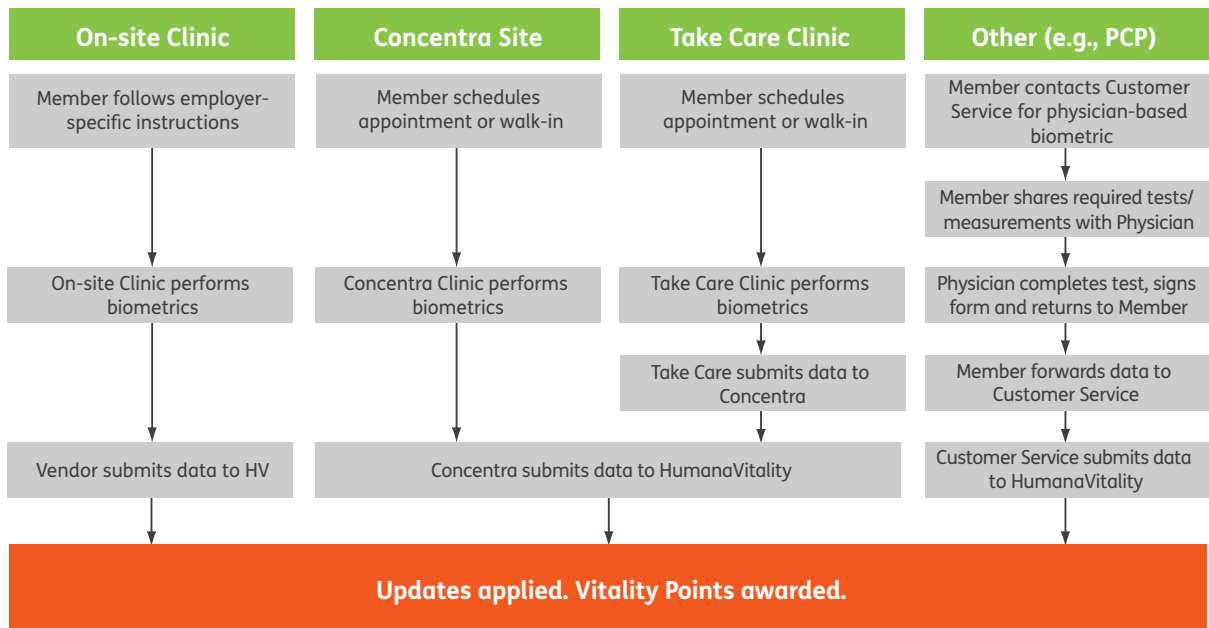 On-site Clinic
Concentra Site
Take Care Clinic
Other (e.g., PCP)
Member follows employer-
specific instructions
Member schedules
appointment or walk-in
Member schedules
appointment or walk-in
Member contacts Customer
Service for physician-based
biometric
Member shares required tests/
measurements with Physician
On-site Clinic performs
biometrics
Concentra Clinic performs
biometrics
Take Care Clinic performs
biometrics
Physician completes test, signs
form and returns to Member
Take Care submits data to
Concentra
Member forwards data to
Customer Service
Vendor submits data to HV
Concentra submits data to HumanaVitality
Customer Service submits data
to HumanaVitality
Updates applied. Vitality Points awarded.